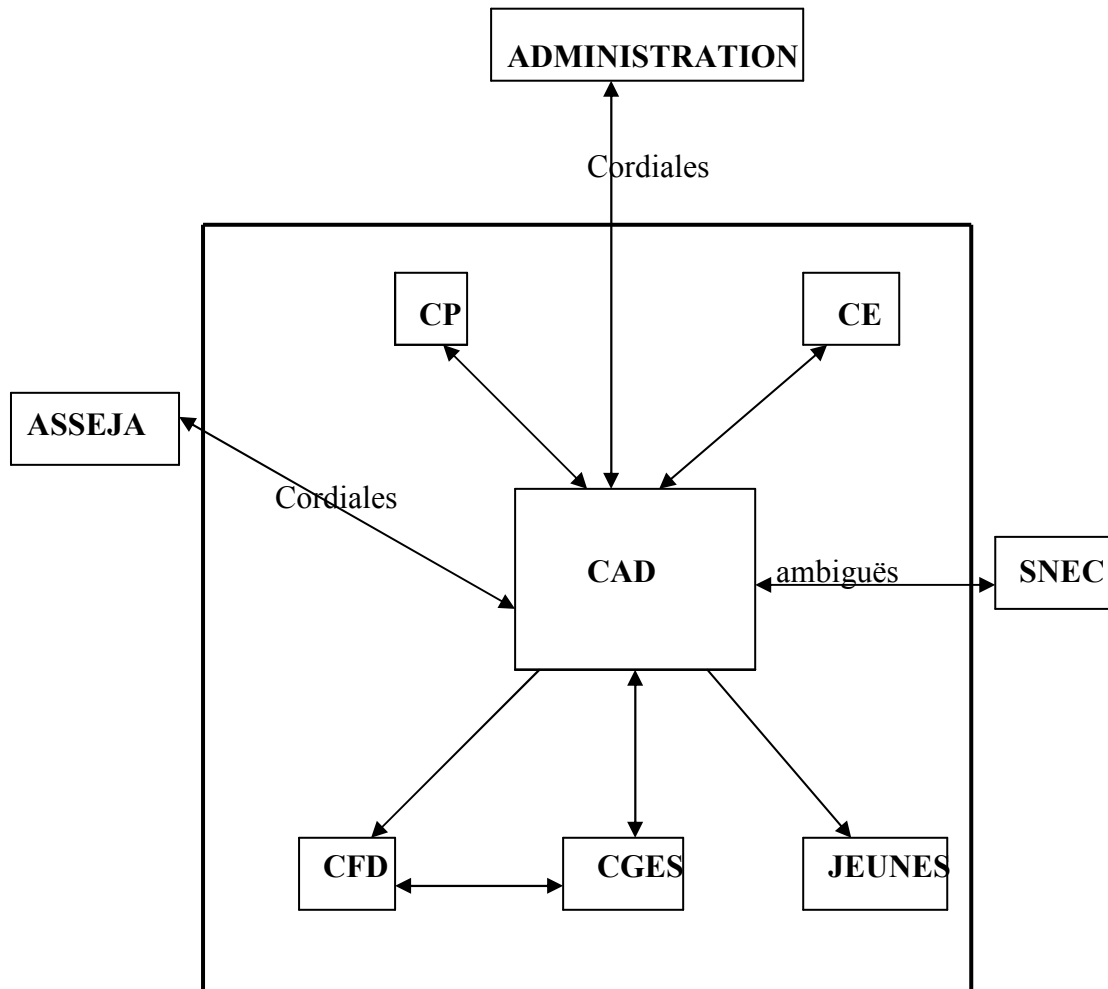 ADMINISTRATION
Cordiales
CP
CE
ASSEJA
Cordiales
CAD
ambiguës
SNEC
CFD
CGES
JEUNES